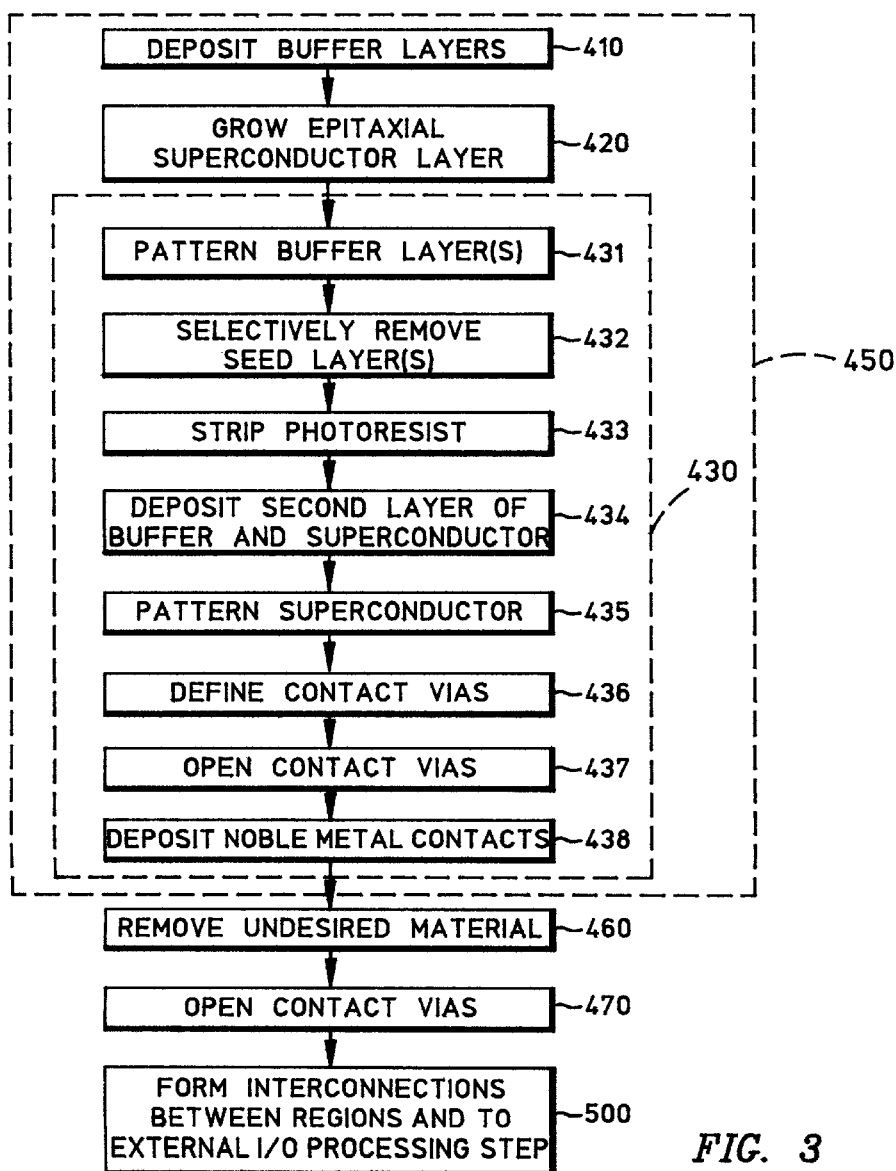 DEPOSIT BUFFER LAYERS 410
GROW EPITAXIAL
SUPERCONDUCTOR LAYER 420
PATTERN BUFFER LAYER(S) 431
SELECTIVELY REMOVE
SEED LAYER(S) 432
450
STRIP PHOTORESIST 433
430
DEPOSIT SECOND LAYER OF
BUFFER AND SUPERCONDUCTOR 434
PATTERN SUPERCONDUCTOR 435
DEFINE CONTACT VIAS 436
OPEN CONTACT VIAS 437
DEPOSIT NOBLE METAL CONTACTS 438
REMOVE UNDESIRED MATERIAL 460
OPEN CONTACT VIAS 470
FORM INTERCONNECTIONS
BETWEEN REGIONS AND TO 500
EXTERNAL I/O PROCESSING STEP
FIG. 3